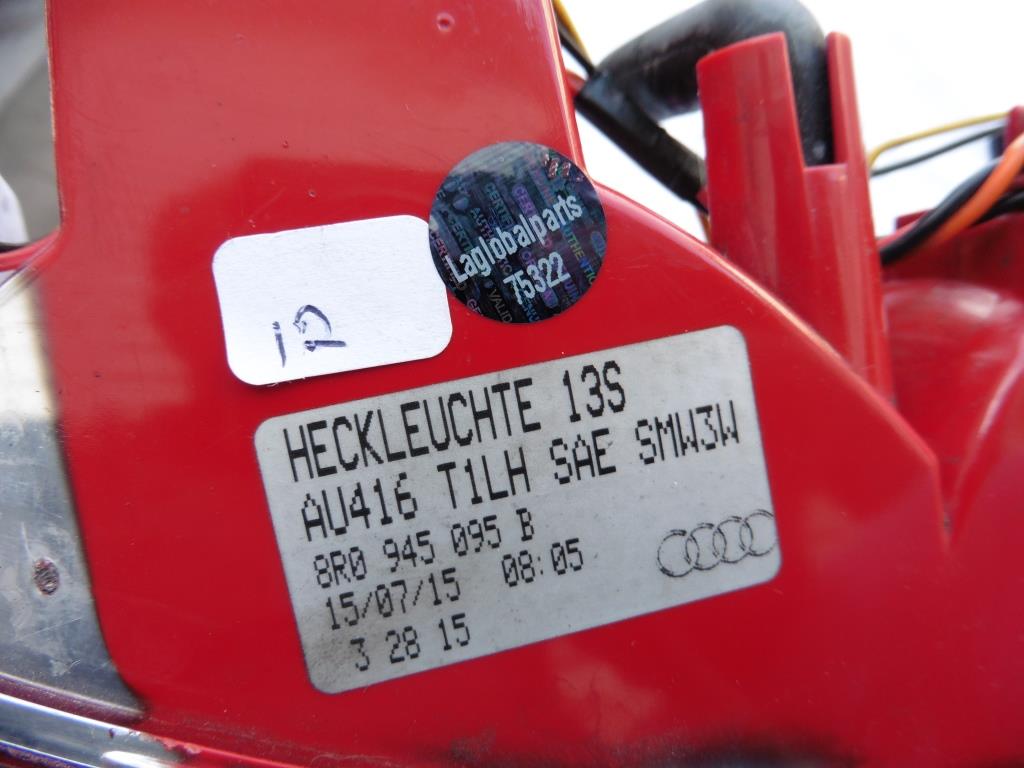 Laglobalparts
75322
HECKLEUCHTE 13S
AU416 T1LH SAE SMW3W
8R0 945 095 B
15/07/15 08:05
3 28 15